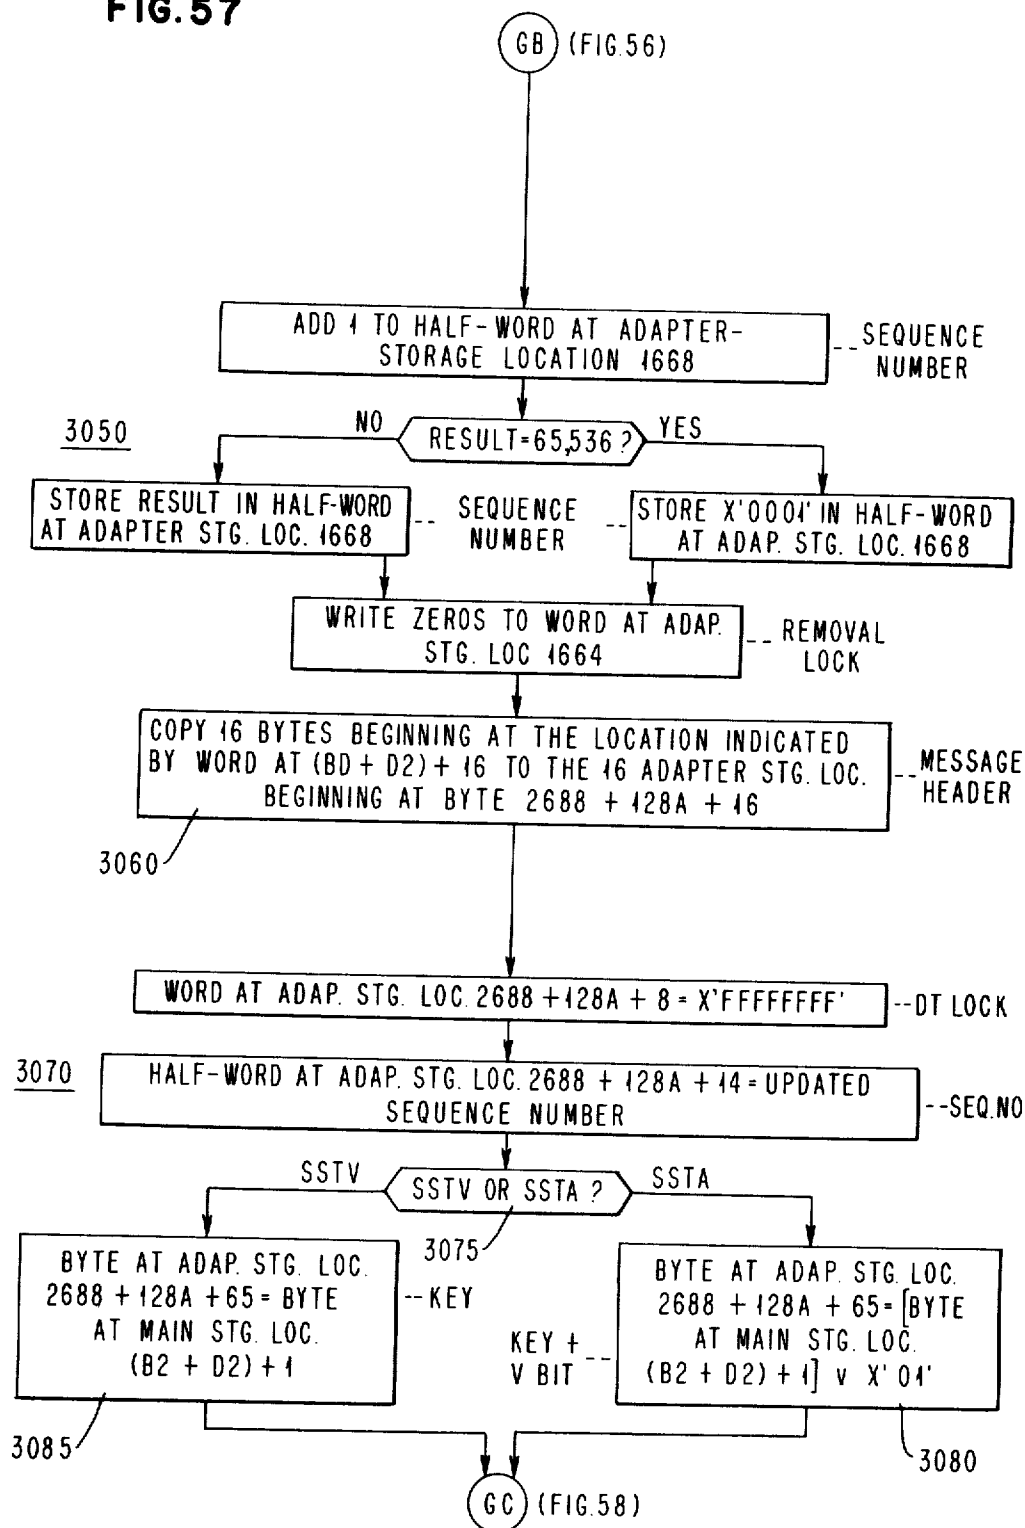 FIG.57
GB (FIG.56)
ADD 1 TO HALF-WORD AT ADAPTER-
STORAGE LOCATION 1668
-- SEQUENCE
NUMBER
3050
NO
RESULT=65,536?
YES
STORE RESULT IN HALF-WORD
AT ADAPTER STG. LOC. 1668
-- SEQUENCE --
NUMBER
STORE X'0001' IN HALF-WORD
AT ADAP. STG. LOC. 1668
WRITE ZEROS TO WORD AT ADAP.
STG. LOC 1664
-- REMOVAL
LOCK
COPY 16 BYTES BEGINNING AT THE LOCATION INDICATED
BY WORD AT (BD + D2) + 16 TO THE 16 ADAPTER STG. LOC.
BEGINNING AT BYTE 2688 + 128A + 16
-- MESSAGE
HEADER
3060
WORD AT ADAP. STG. LOC. 2688 + 128A + 8 = X'FFFFFFFF'
--DT LOCK
3070
HALF-WORD AT ADAP. STG. LOC. 2688 + 128A + 14 = UPDATED
SEQUENCE NUMBER
--SEQ.NO
SSTV
SSTV OR SSTA ?
SSTA
3075
BYTE AT ADAP. STG. LOC.
2688 + 128A + 65 = BYTE
AT MAIN STG. LOC.
(B2 + D2) + 1
--KEY
KEY +
V BIT --
BYTE AT ADAP. STG. LOC.
2688 + 128A + 65 = [BYTE
AT MAIN STG. LOC.
(B2 + D2) + 1] v X'01'
3085
3080
GC (FIG.58)